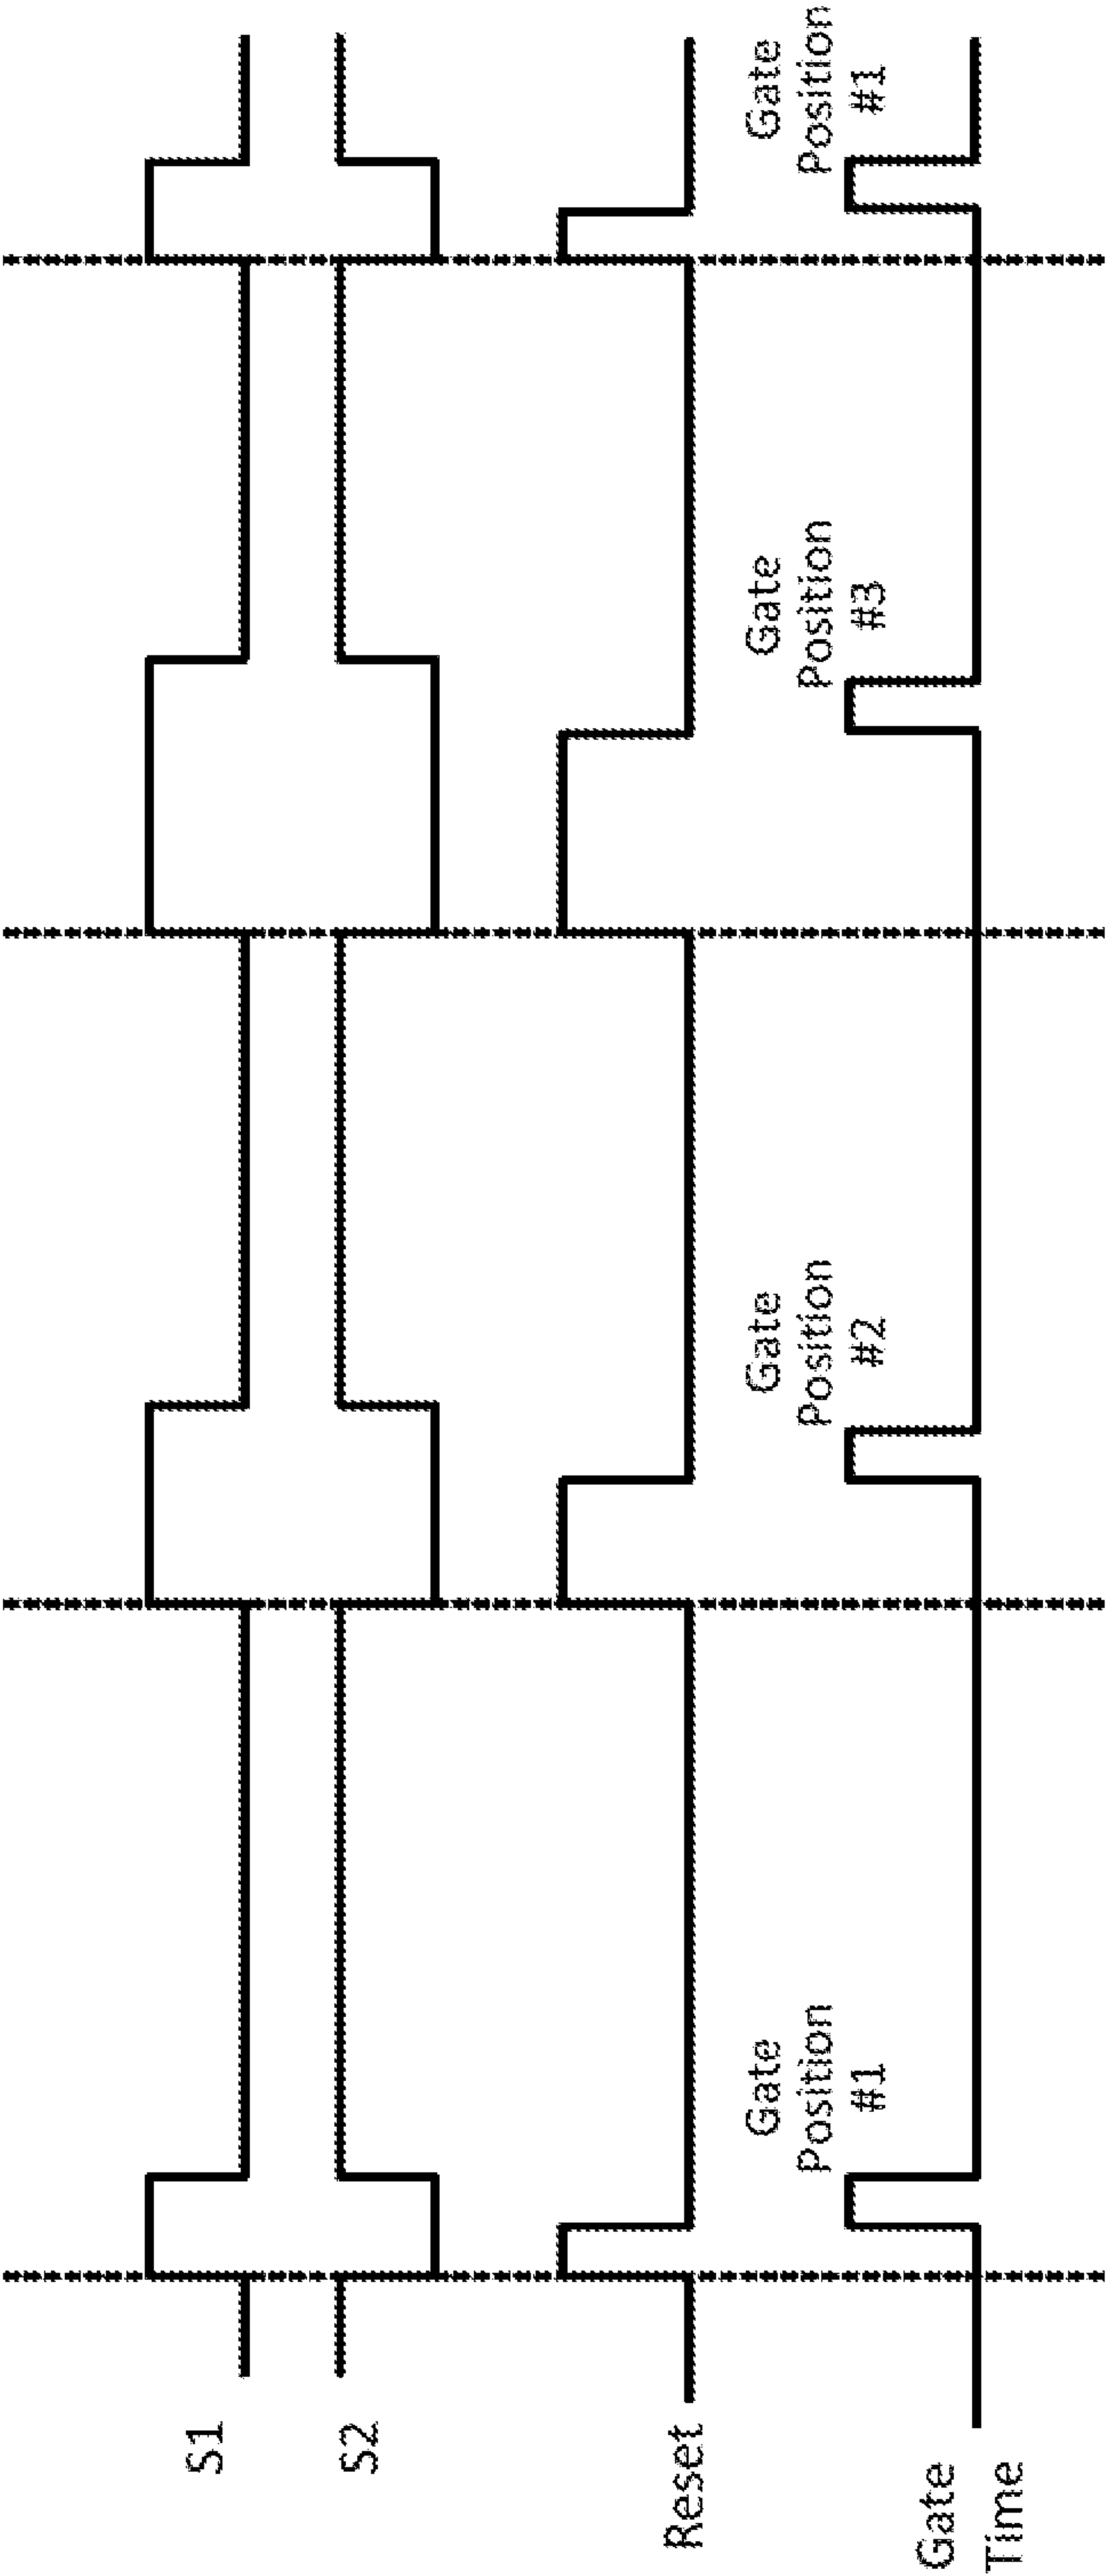 S1
S2
Reset
Gate
Time
Gate
Position
#1
Gate
Position
#2
Gate
Position
#3
Gate
Position
#1